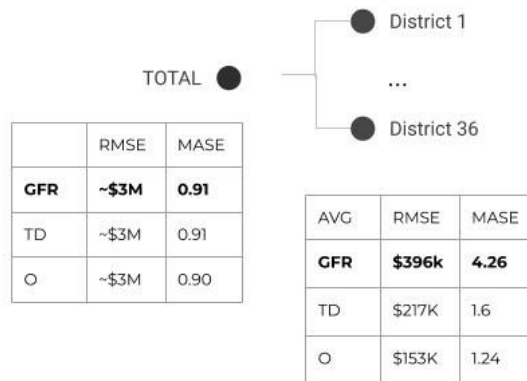 District 1
TOTAL
...
District 36
RMSE MASE
GFR ~$3M 0.91
TD ~$3M 0.91
O ~$3M 0.90
AVG RMSE MASE
GFR $396k 4.26
TD $217K 1.6
O $153K 1.24